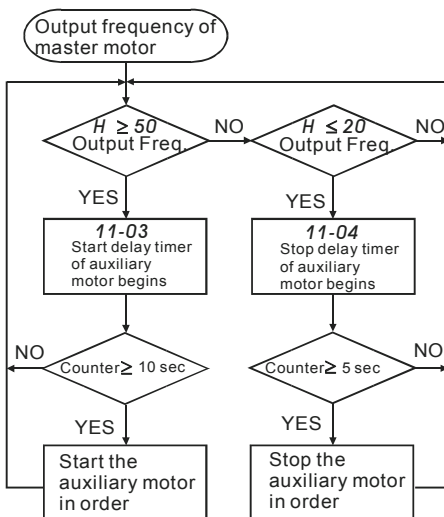 Output frequency of
master motor
H ≥ 50
Output Freq.
NO
H ≤ 20
Output Freq.
NO
YES
YES
11-03
Start delay timer
of auxiliary
motor begins
11-04
Stop delay timer
of auxiliary
motor begins
NO
Counter ≥ 10 sec
Counter ≥ 5 sec
NO
YES
YES
Start the
auxiliary motor
in order
Stop the
auxiliary motor
in order